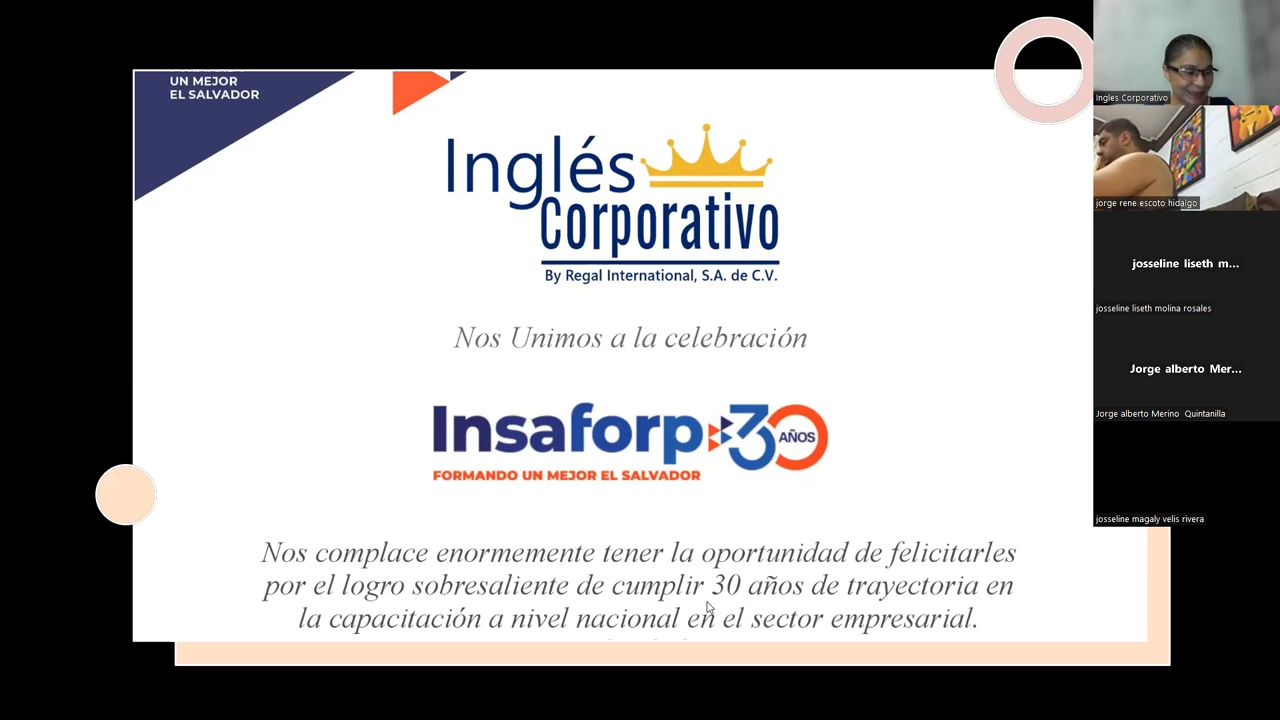 UN MEJOR
EL SALVADOR
Inglés
Corporativo
By Regal International, S.A. de C.V.
Nos Unimos a la celebración
Insaforp 30 AÑOS
FORMANDO UN MEJOR EL SALVADOR
Nos complace enormemente tener la oportunidad de felicitarles
por el logro sobresaliente de cumplir 30 años de trayectoria en
la capacitación a nivel nacional en el sector empresarial.
Ingles Corporativo
jorge rene escoto hidalgo
josseline liseth m...
josseline liseth molina rosales
Jorge alberto Mer...
Jorge alberto Merino Quintanilla
josseline magaly velis rivera